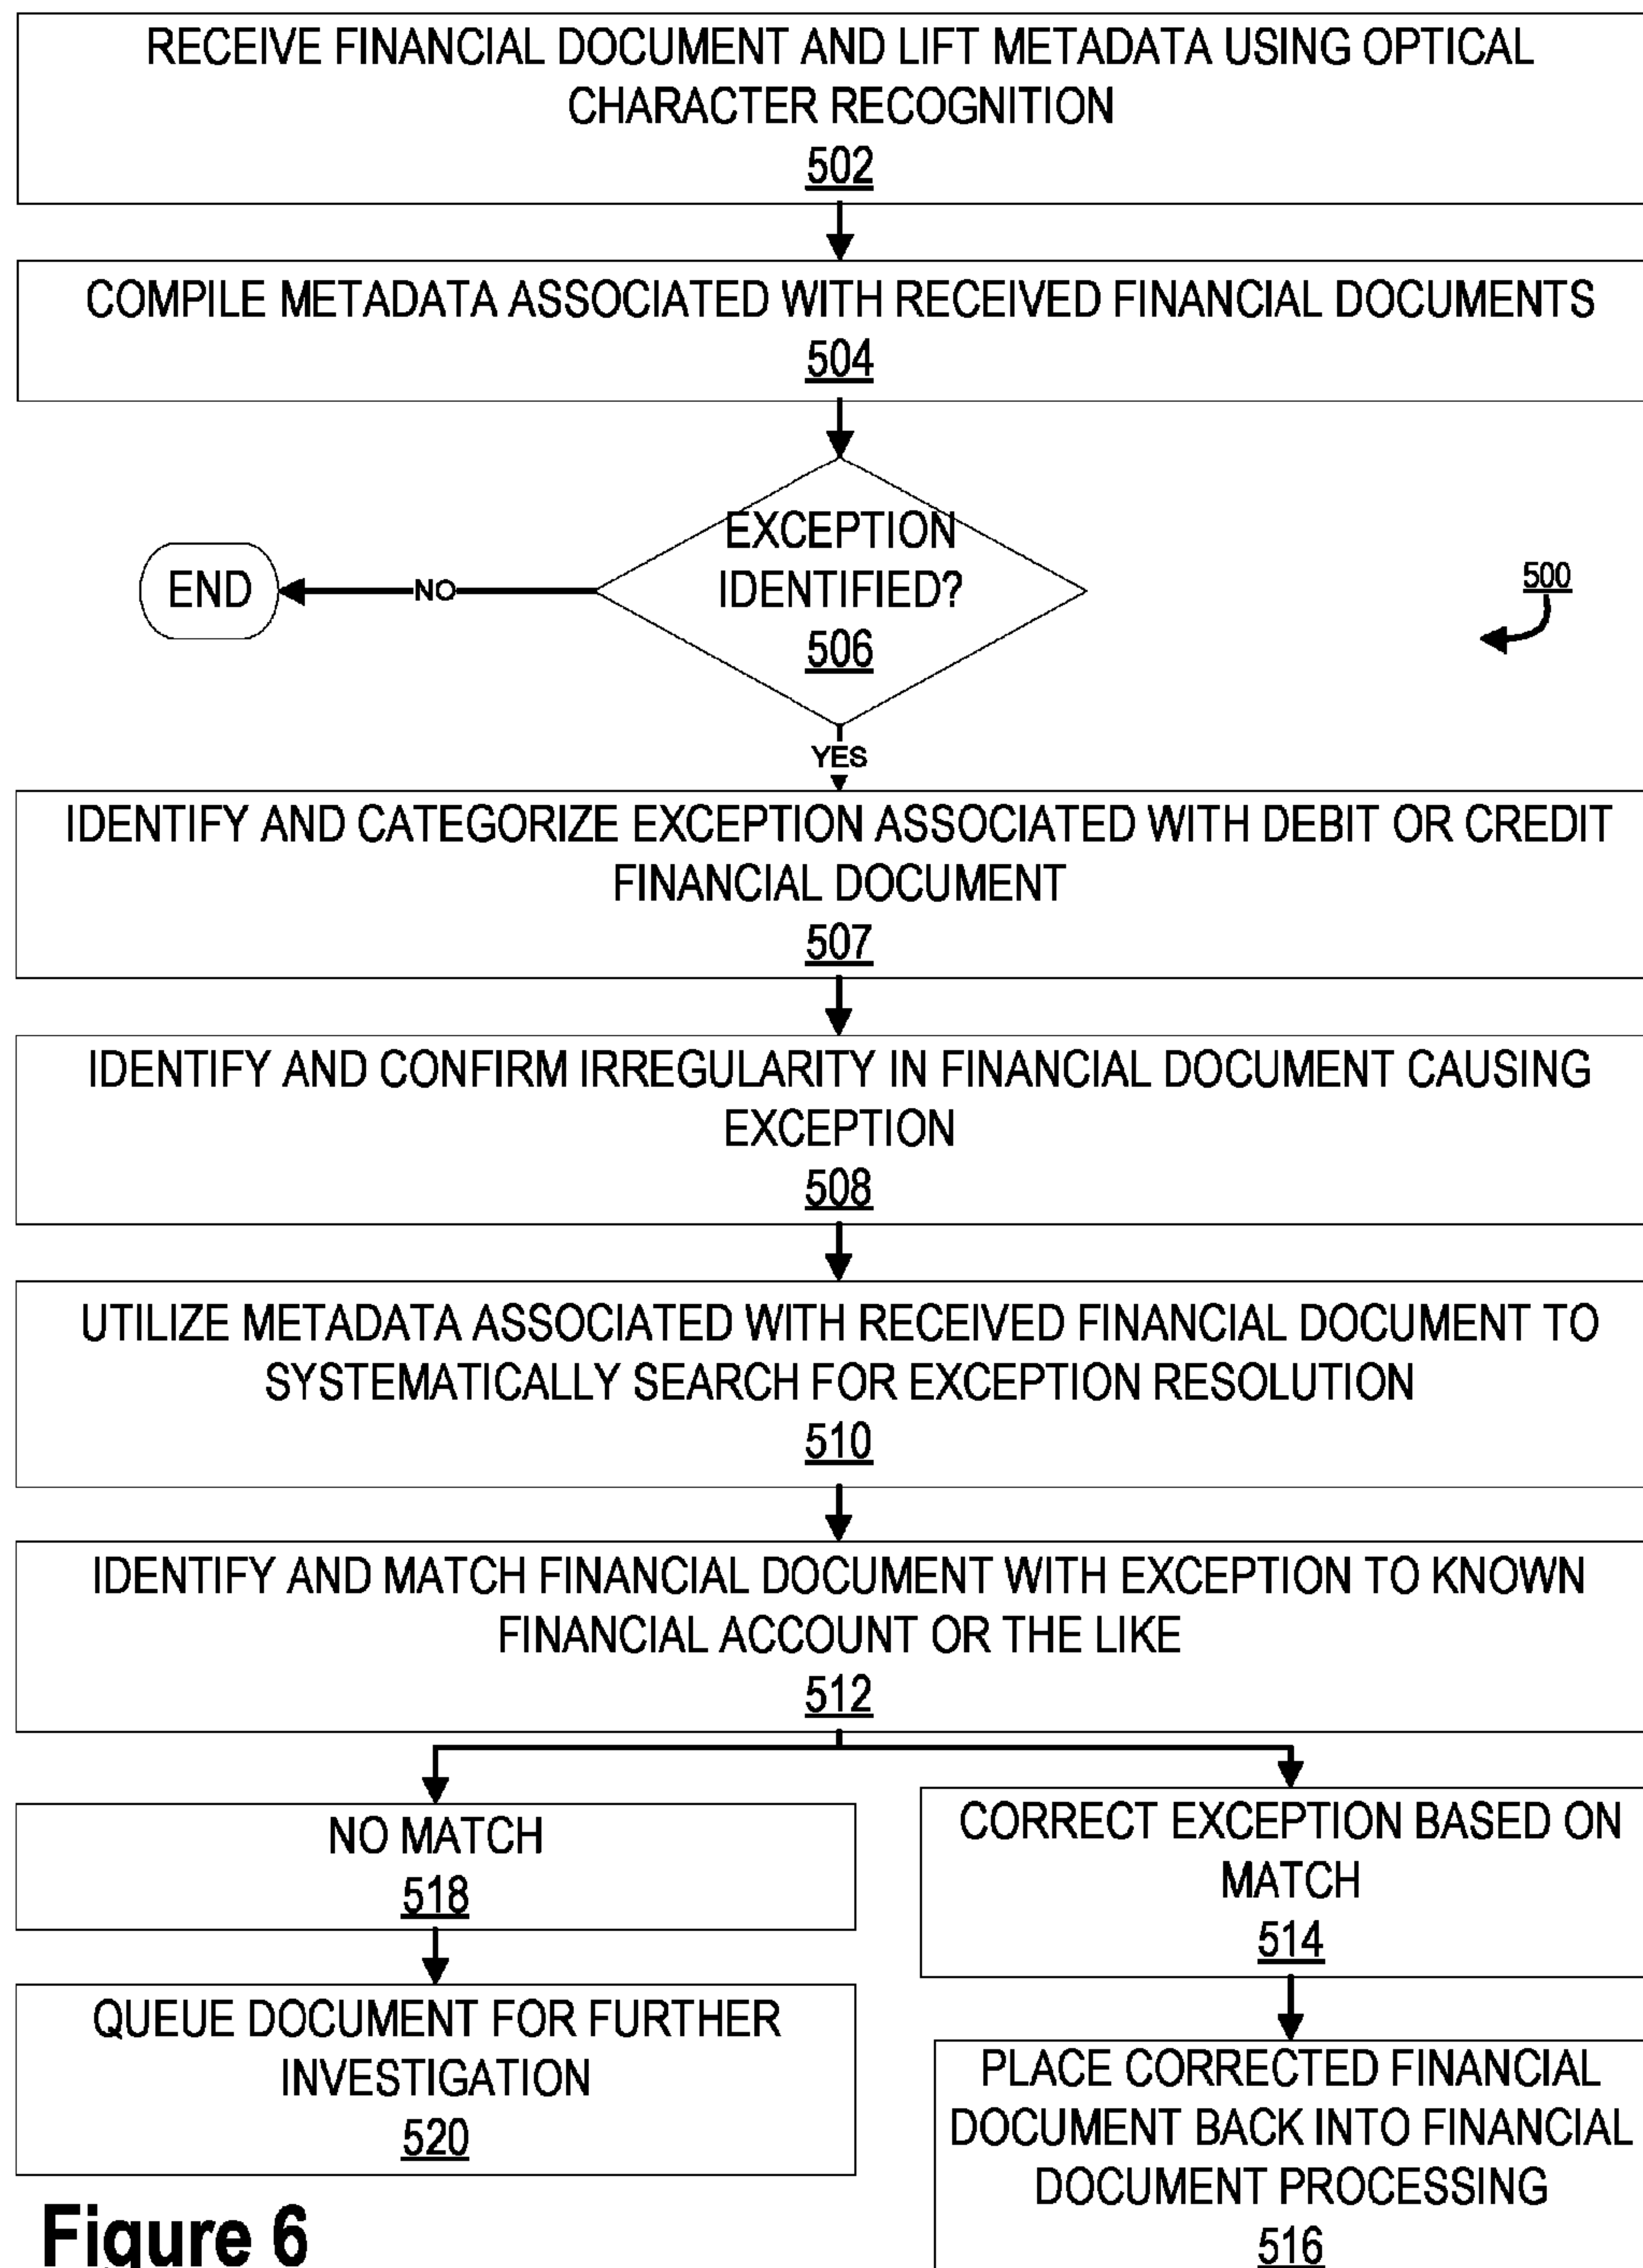 RECEIVE FINANCIAL DOCUMENT AND LIFT METADATA USING OPTICAL
CHARACTER RECOGNITION
502
COMPILE METADATA ASSOCIATED WITH RECEIVED FINANCIAL DOCUMENTS
504
EXCEPTION
IDENTIFIED?
506
NO
END
500
YES
IDENTIFY AND CATEGORIZE EXCEPTION ASSOCIATED WITH DEBIT OR CREDIT
FINANCIAL DOCUMENT
507
IDENTIFY AND CONFIRM IRREGULARITY IN FINANCIAL DOCUMENT CAUSING
EXCEPTION
508
UTILIZE METADATA ASSOCIATED WITH RECEIVED FINANCIAL DOCUMENT TO
SYSTEMATICALLY SEARCH FOR EXCEPTION RESOLUTION
510
IDENTIFY AND MATCH FINANCIAL DOCUMENT WITH EXCEPTION TO KNOWN
FINANCIAL ACCOUNT OR THE LIKE
512
NO MATCH
518
QUEUE DOCUMENT FOR FURTHER
INVESTIGATION
520
CORRECT EXCEPTION BASED ON
MATCH
514
PLACE CORRECTED FINANCIAL
DOCUMENT BACK INTO FINANCIAL
DOCUMENT PROCESSING
516
Figure 6